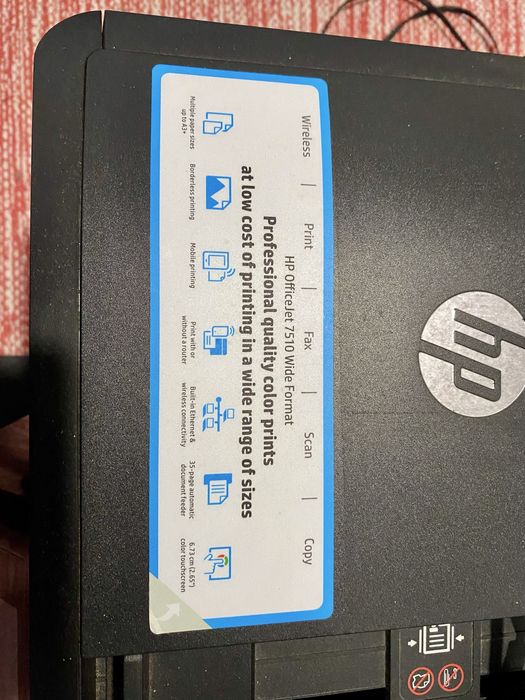 hp
Wireless | Print | Fax | Scan | Copy
HP OfficeJet 7510 Wide Format
Professional quality color prints
at low cost of printing in a wide range of sizes
Multiple paper sizes
up to A3+
Borderless printing
Mobile printing
Print with or
without a router
Built-in Ethernet &
wireless connectivity
35-page automatic
document feeder
6.73 cm (2.65")
color touchscreen